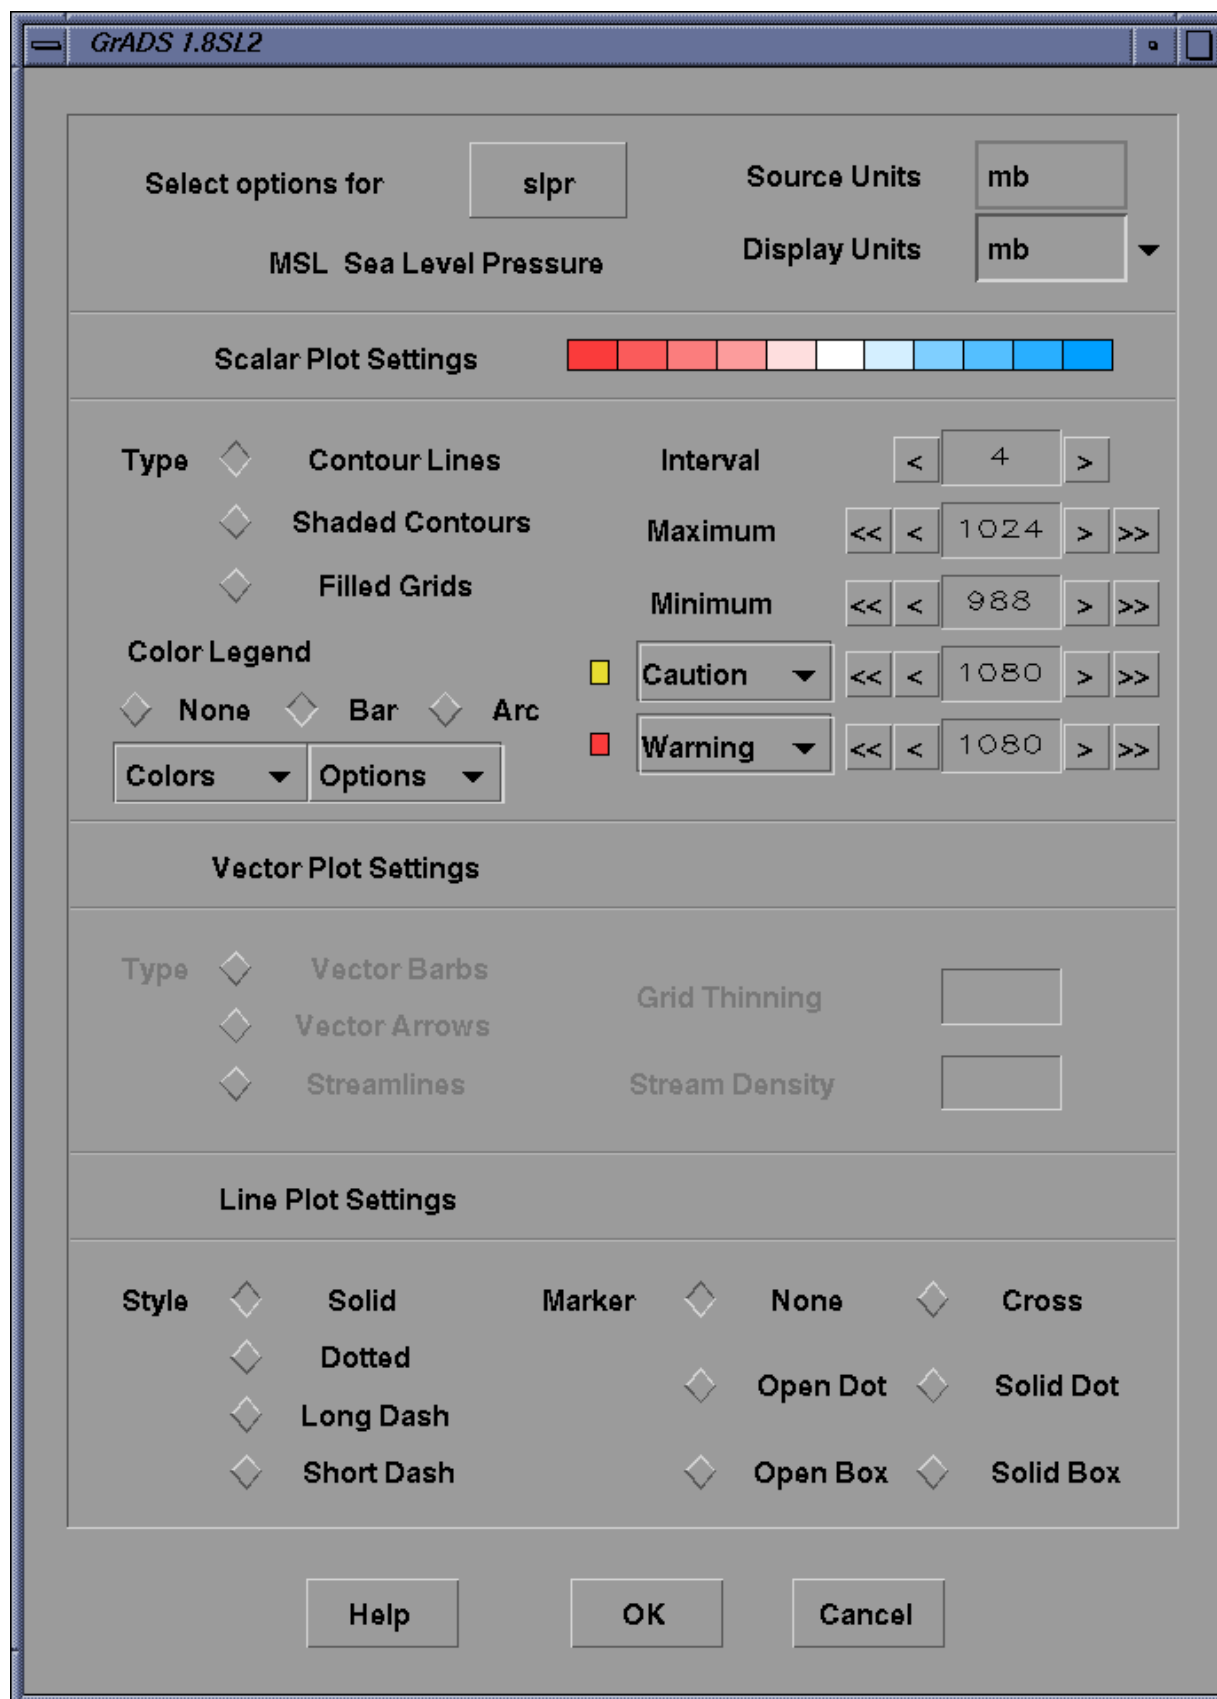 GrADS 1.8SL2
Select options for slpr Source Units mb
MSL Sea Level Pressure Display Units mb
Scalar Plot Settings
Type Contour Lines Interval < 4 >
Shaded Contours Maximum << < 1024 > >>
Filled Grids Minimum << < 988 > >>
Color Legend Caution << < 1080 > >>
None Bar Arc
Warning << < 1080 > >>
Colors Options
Vector Plot Settings
Type Vector Barbs Grid Thinning
Vector Arrows
Streamlines Stream Density
Line Plot Settings
Style Solid Marker None Cross
Dotted
Open Dot Solid Dot
Long Dash
Short Dash Open Box Solid Box
Help OK Cancel